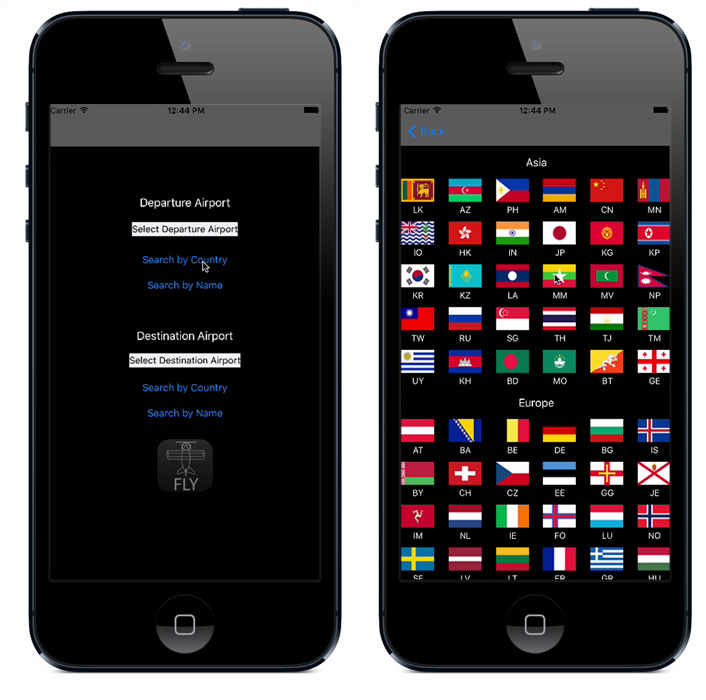 Carrier 12:44 PM
Departure Airport
Select Departure Airport
Search by Country
Search by Name
Destination Airport
Select Destination Airport
Search by Country
Search by Name
FLY
Carrier 12:44 PM
Back
Asia
LK AZ PH AM CN MN
IO HK IN JP KG KP
KR KZ LA MM MV NP
TW RU SG TH TJ TM
UY KH BD MO BT GE
Europe
AT BA BE DE BG IS
BY CH CZ EE GG JE
IM NL IE FO LU NO
SE LV LT FR GR HU